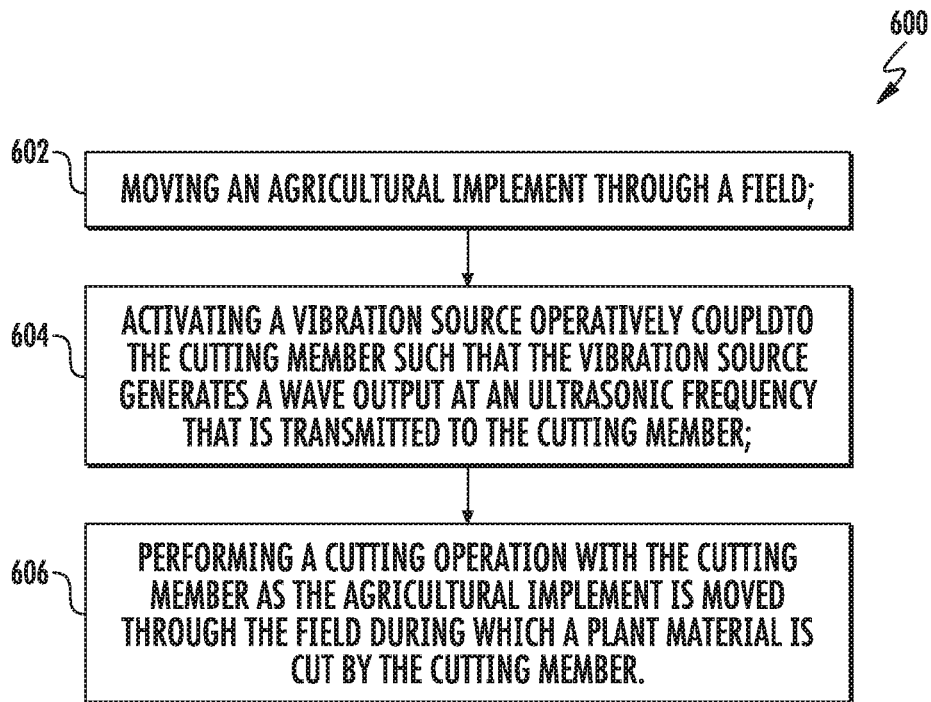 600
602
MOVING AN AGRICULTURAL IMPLEMENT THROUGH A FIELD;
604
ACTIVATING A VIBRATION SOURCE OPERATIVELY COUPLDTO
THE CUTTING MEMBER SUCH THAT THE VIBRATION SOURCE
GENERATES A WAVE OUTPUT AT AN ULTRASONIC FREQUENCY
THAT IS TRANSMITTED TO THE CUTTING MEMBER;
606
PERFORMING A CUTTING OPERATION WITH THE CUTTING
MEMBER AS THE AGRICULTURAL IMPLEMENT IS MOVED
THROUGH THE FIELD DURING WHICH A PLANT MATERIAL IS
CUT BY THE CUTTING MEMBER.